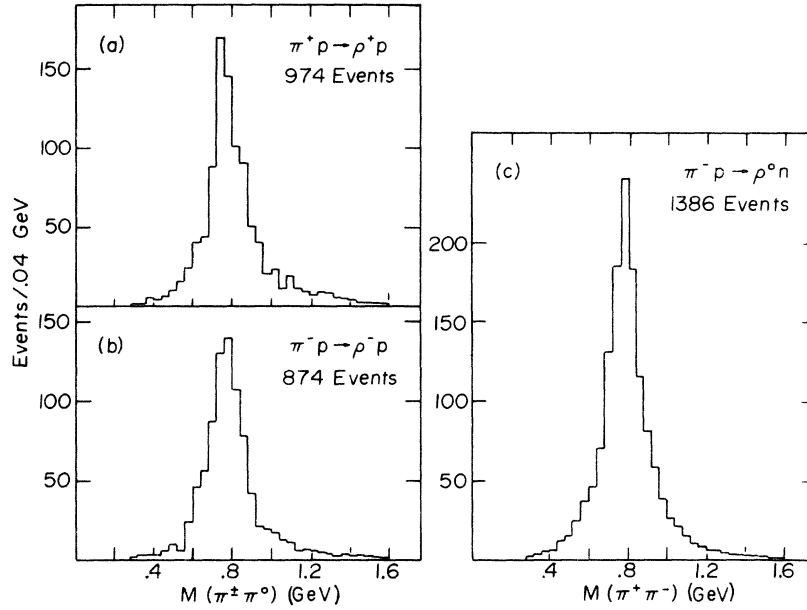 (a)
π⁺p→ρ⁺p
974 Events
150
100
50
Events/.04 GeV
(b)
π⁻p→ρ⁻p
874 Events
150
100
50
.4 .8 1.2 1.6
M (π±π°) (GeV)
(c)
π⁻p→ρ°n
1386 Events
200
150
100
50
.4 .8 1.2 1.6
M (π⁺π⁻) (GeV)